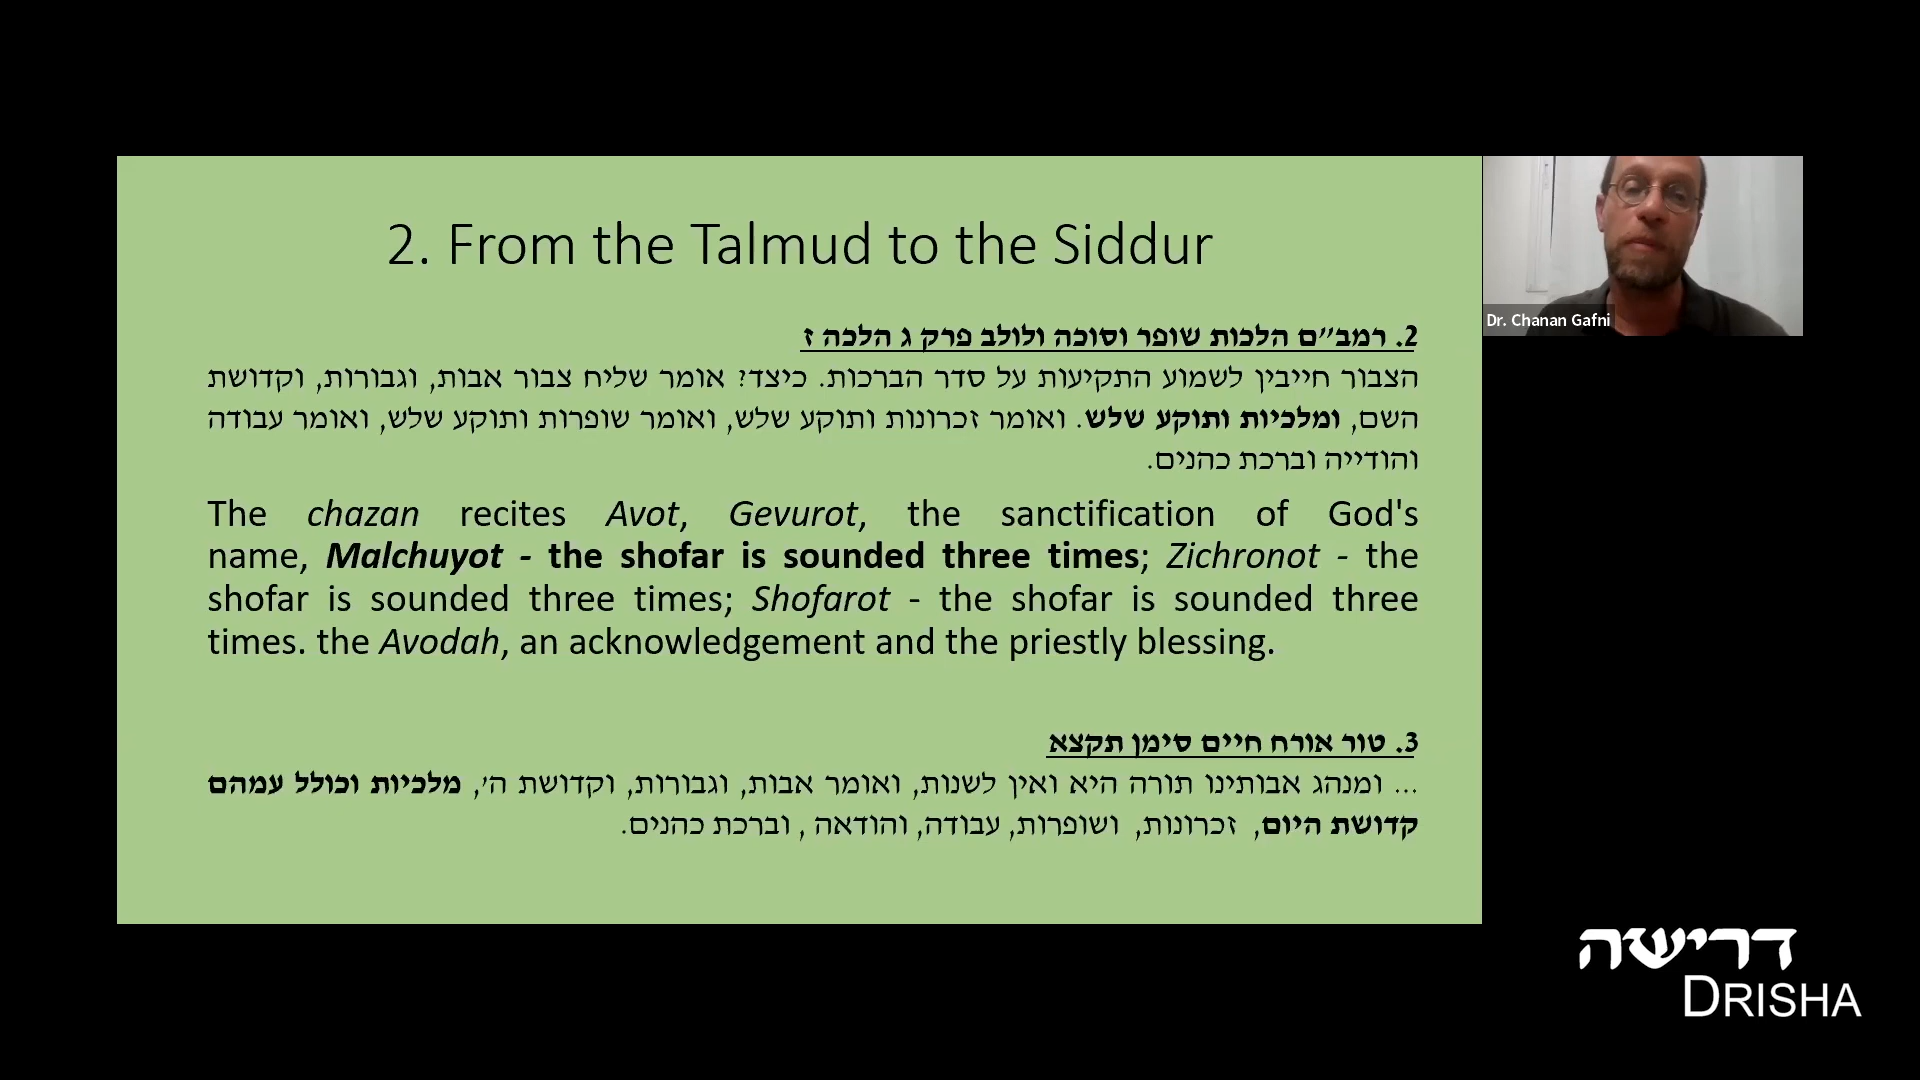 2. From the Talmud to the Siddur
2. רמב״ם הלכות שופר וסוכה ולולב פרק ג הלכה ז
הצבור חייבין לשמוע התקיעות על סדר הברכות. כיצד? אומר שליח צבור אבות, וגבורות, וקדושת
השם, ומלכיות ותוקע שלש. ואומר זכרונות ותוקע שלש, ואומר שופרות ותוקע שלש, ואומר עבודה
והודייה וברכת כהנים.
The chazan recites Avot, Gevurot, the sanctification of God's
name, Malchuyot - the shofar is sounded three times; Zichronot - the
shofar is sounded three times; Shofarot - the shofar is sounded three
times. the Avodah, an acknowledgement and the priestly blessing.
3. טור אורח חיים סימן תקצא
... ומנהג אבותינו תורה היא ואין לשנות, ואומר אבות, וגבורות, וקדושת ה׳, מלכיות וכולל עמהם
קדושת היום, זכרונות, ושופרות, עבודה, והודאה , וברכת כהנים.
Dr. Chanan Gafni
דרישה
DRISHA